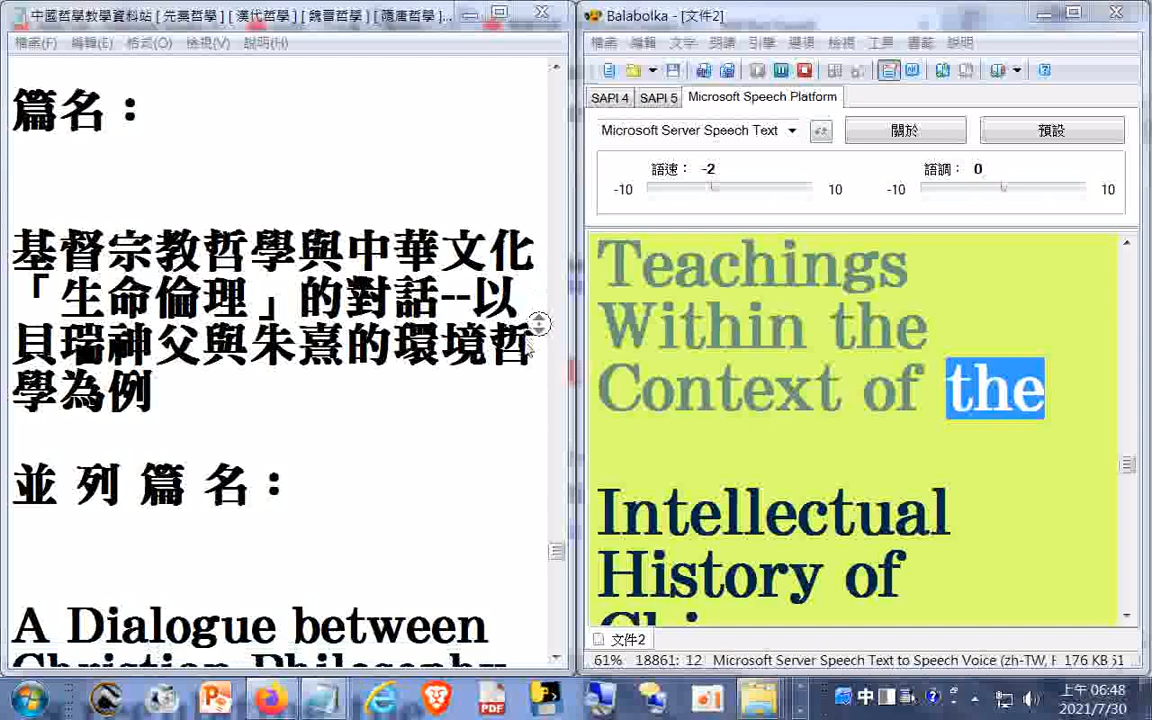 中國哲學教學資料站 [ 先秦哲學 ] [ 漢代哲學 ] [ 魏晉哲學 ] [ 隋唐哲學 ]...
檔案(F) 編輯(E) 格式(O) 檢視(V) 說明(H)
篇名：
基督宗教哲學與中華文化
「生命倫理」的對話--以
貝瑞神父與朱熹的環境哲
學為例
並 列 篇 名：
A Dialogue between
Christian Philosophy
Balabolka - [文件2]
檔案 編輯 文字 朗讀 引擎 選項 檢視 工具 書籤 說明
SAPI 4 SAPI 5 Microsoft Speech Platform
Microsoft Server Speech Text 關於 預設
語速： -2 語調： 0
-10 10 -10 10
Teachings
Within the
Context of the
Intellectual
History of
文件2
61% 18861: 12 Microsoft Server Speech Text to Speech Voice (zh-TW, 176 KB
中 上午 06:48
2021/7/30